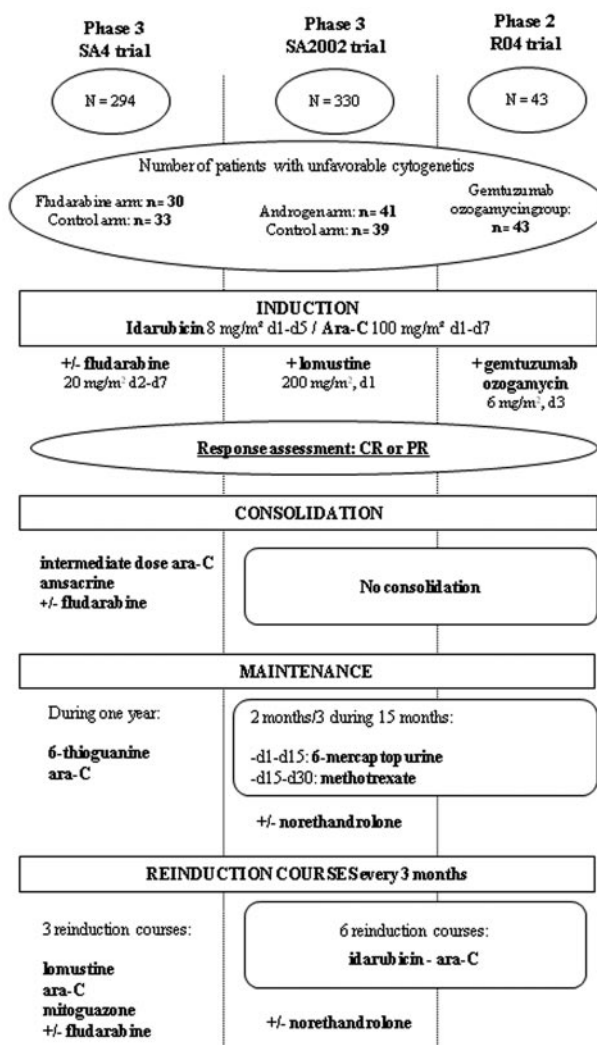 Phase 3
SA4 trial
Phase 3
SA2002 trial
Phase 2
R04 trial
N = 294
N = 330
N = 43
Number of patients with unfavorable cytogenetics
Fludarabine arm: n= 30
Control arm: n= 33
Androgen arm: n= 41
Control arm: n= 39
Gemtuzumab
ozogamycin group:
n= 43
INDUCTION
Idarubicin 8 mg/m² d1-d5 / Ara-C 100 mg/m² d1-d7
+/- fludarabine
20 mg/m² d2-d7
+ lomustine
200 mg/m², d1
+ gemtuzumab
ozogamycin
6 mg/m², d3
Response assessment: CR or PR
CONSOLIDATION
intermediate dose ara-C
amsacrine
+/- fludarabine
No consolidation
MAINTENANCE
During one year:
6-thioguanine
ara-C
2 months/3 during 15 months:
-d1-d15: 6-mercaptopurine
-d15-d30: methotrexate
+/- norethandrolone
REINDUCTION COURSES every 3 months
3 reinduction courses:
lomustine
ara-C
mitoguazone
+/- fludarabine
6 reinduction courses:
idarubicin - ara-C
+/- norethandrolone